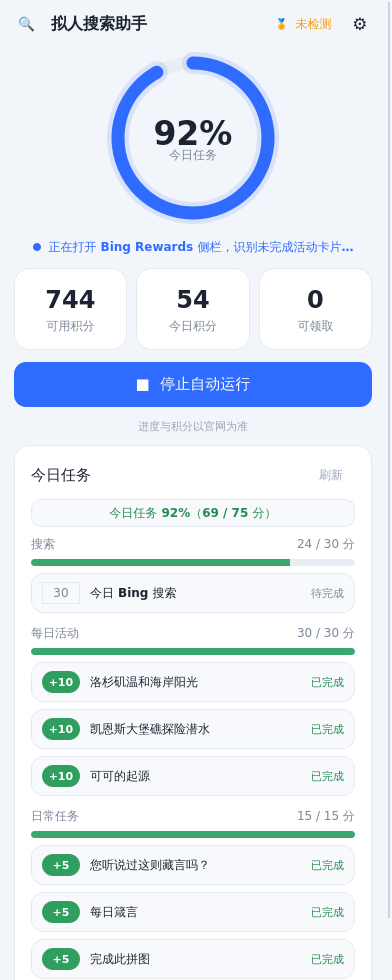 拟人搜索助手
未检测
92%
今日任务
正在打开 Bing Rewards 侧栏，识别未完成活动卡片…
744
54
0
可用积分
今日积分
可领取
停止自动运行
进度与积分以官网为准
今日任务
刷新
今日任务 92%（69 / 75 分）
搜索
24 / 30 分
30
今日 Bing 搜索
待完成
每日活动
30 / 30 分
+10
洛杉矶温和海岸阳光
已完成
+10
凯恩斯大堡礁探险潜水
已完成
+10
可可的起源
已完成
日常任务
15 / 15 分
+5
您听说过这则藏言吗？
已完成
+5
每日箴言
已完成
+5
完成此拼图
已完成